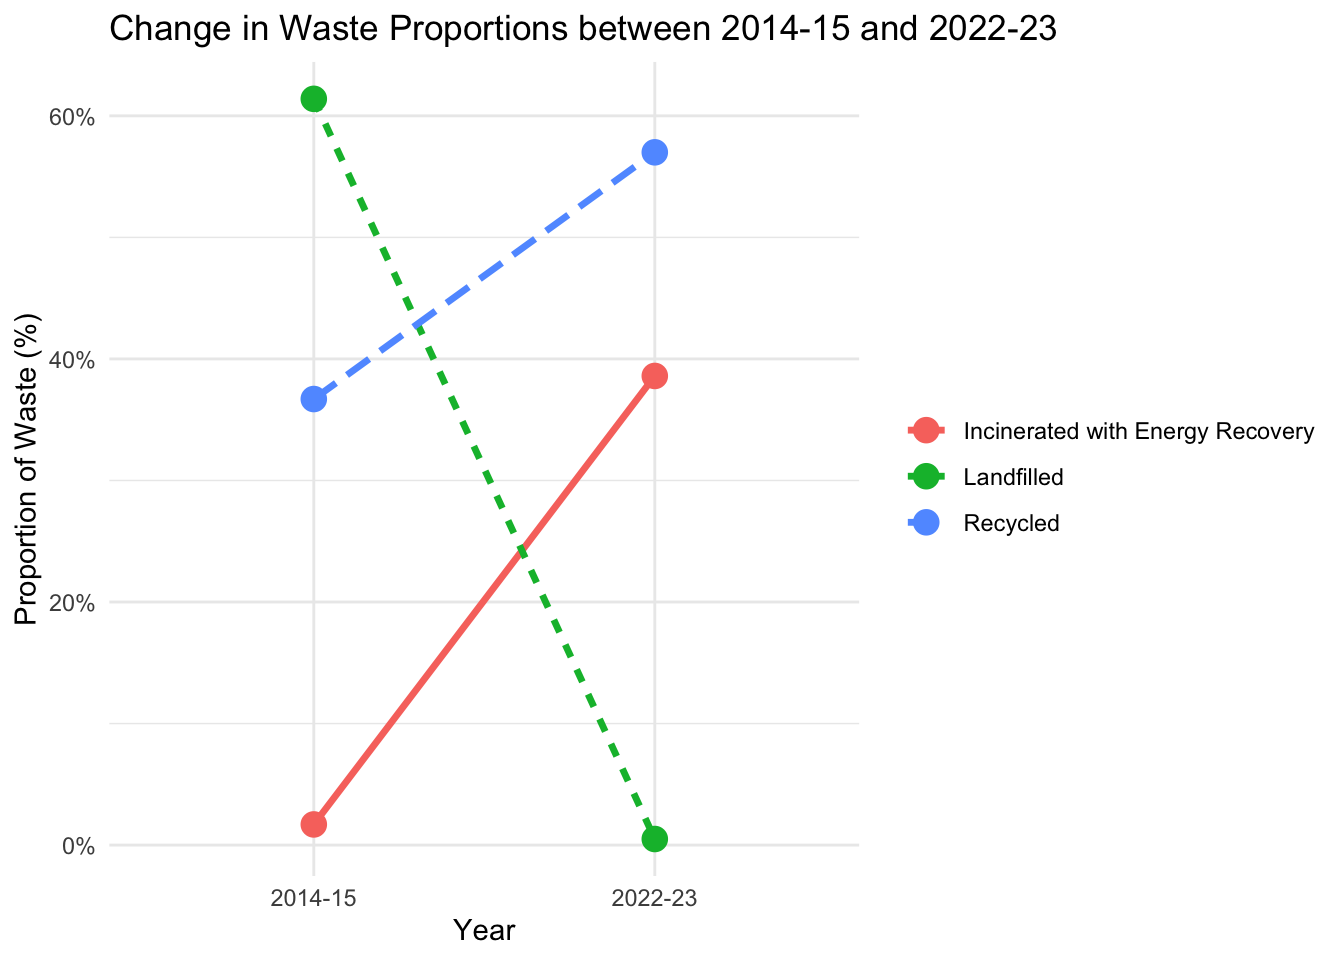 Change in Waste Proportions between 2014-15 and 2022-23
Proportion of Waste (%)
60%
40%
20%
0%
2014-15
2022-23
Year
Incinerated with Energy Recovery
Landfilled
Recycled